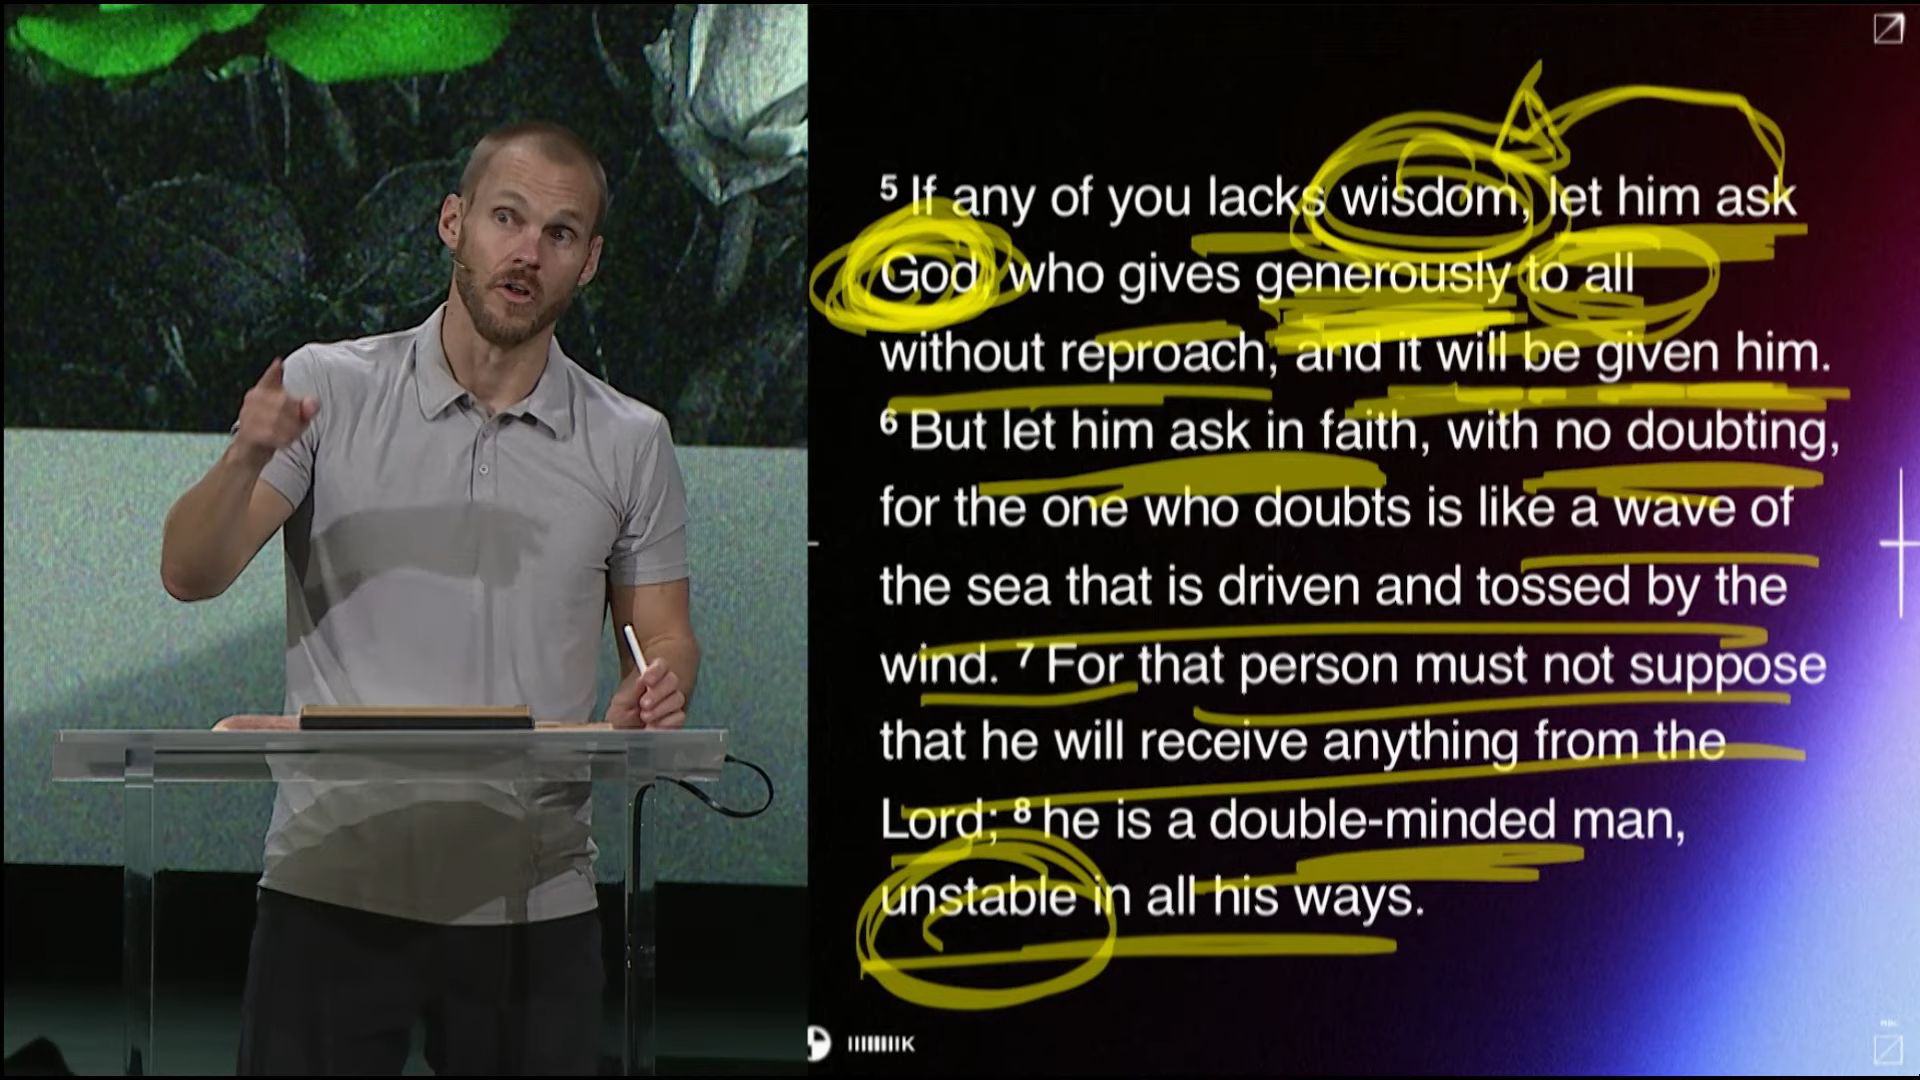 ⁵ If any of you lacks wisdom, let him ask
God, who gives generously to all
without reproach, and it will be given him.
⁶ But let him ask in faith, with no doubting,
for the one who doubts is like a wave of
the sea that is driven and tossed by the
wind. ⁷ For that person must not suppose
that he will receive anything from the
Lord; ⁸ he is a double-minded man,
unstable in all his ways.